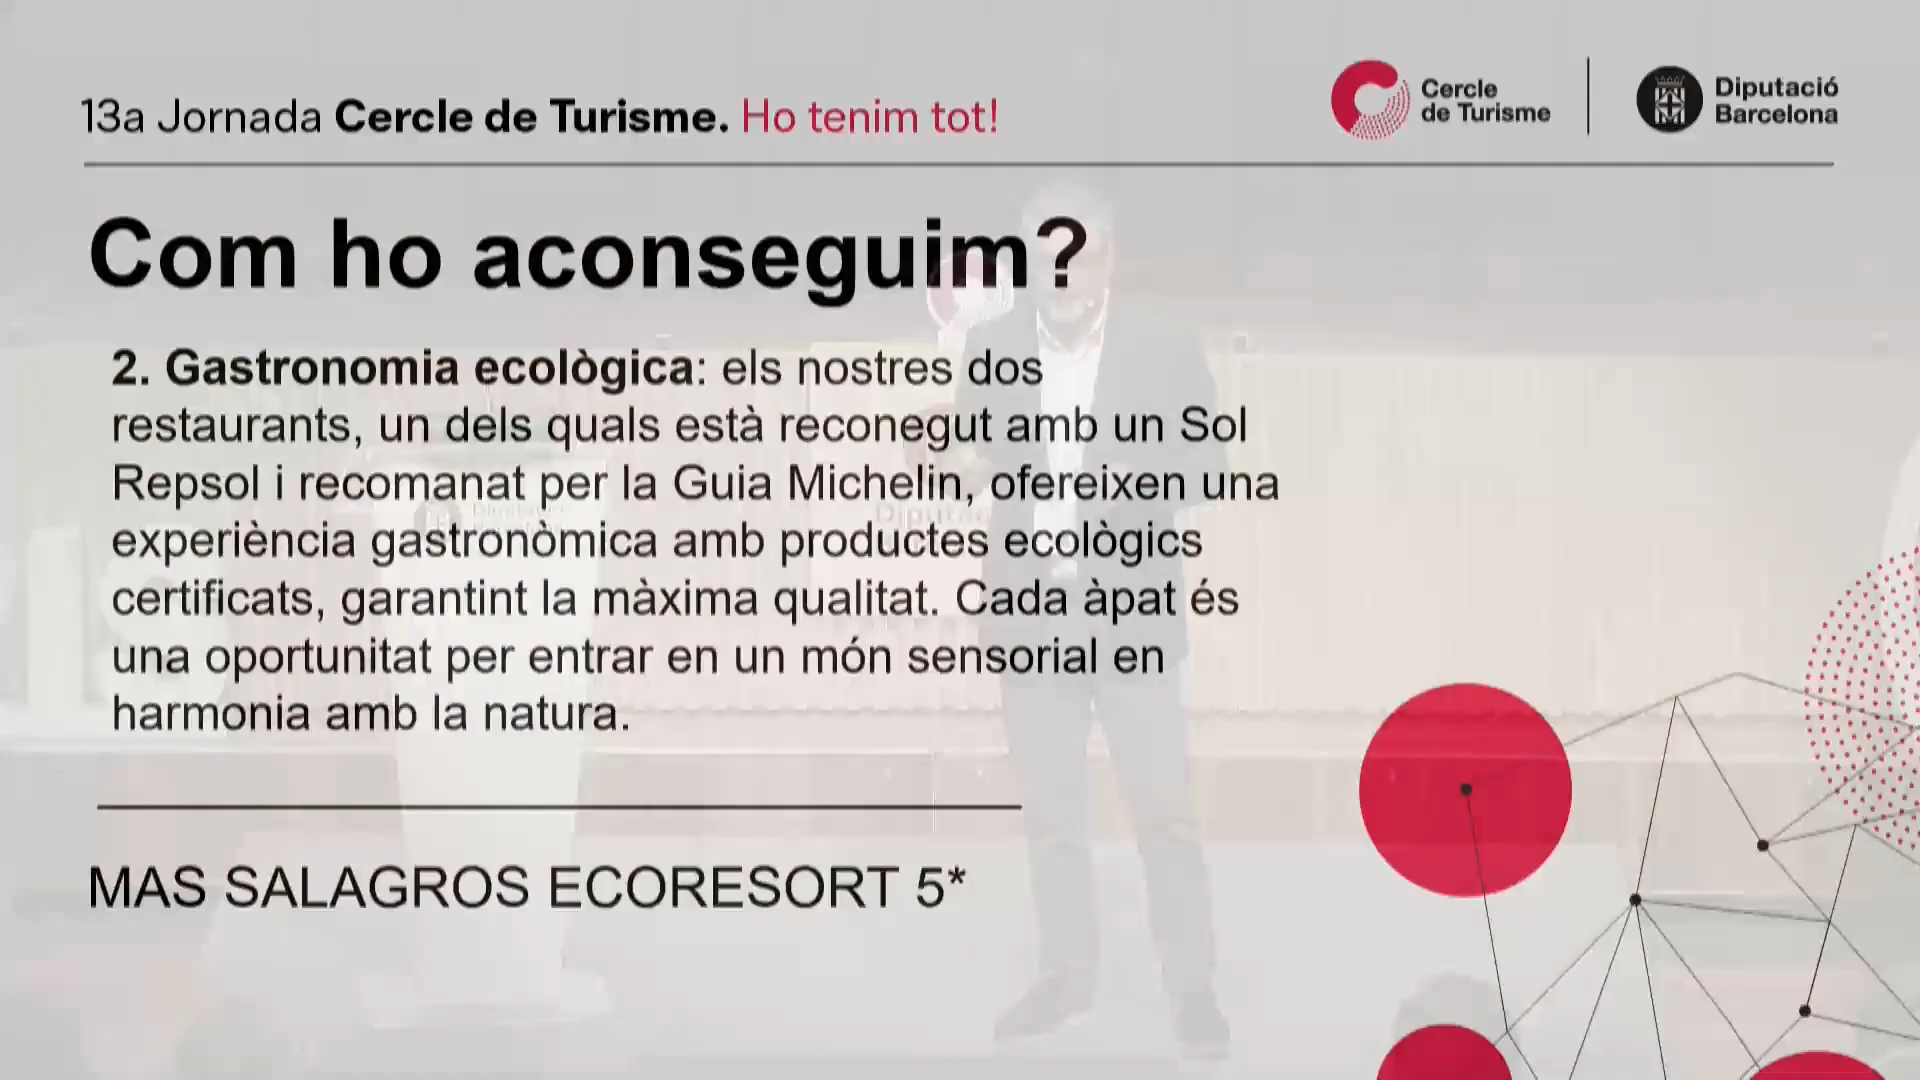 13a Jornada Cercle de Turisme. Ho tenim tot!
Cercle
de Turisme
Diputació
Barcelona
Com ho aconseguim?
2. Gastronomia ecològica: els nostres dos
restaurants, un dels quals està reconegut amb un Sol
Repsol i recomanat per la Guia Michelin, ofereixen una
experiència gastronòmica amb productes ecològics
certificats, garantint la màxima qualitat. Cada àpat és
una oportunitat per entrar en un món sensorial en
harmonia amb la natura.
MAS SALAGROS ECORESORT 5*